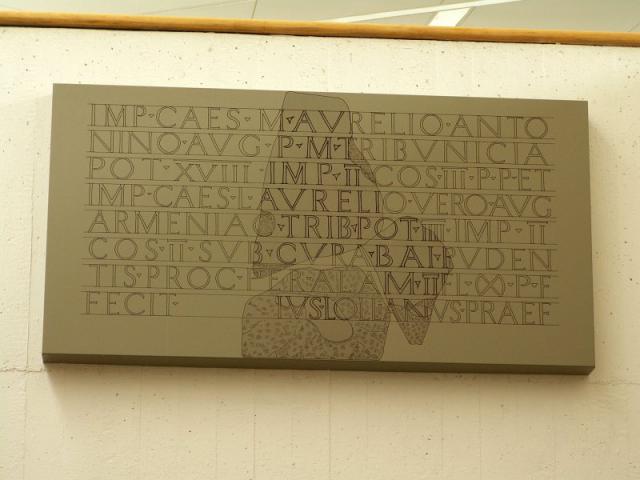 IMP·CAES·M·AVRELIO·ANTO
NINO·AVG·P·M·TRIBVNICIA
POT·XVIII·IMP·II·COS·III·P·P·ET
IMP·CAES·L·AVRELIO·VERO·AVG
ARMENIAC·TRIB·POT·IIII·IMP·II
COS·II·SVB·CVRA·BAI·PVDEN
TIS·PROC·PER·ALAM·II·FL·∞·P·F
FECIT· IVS·LOLLIANVS·PRAEF